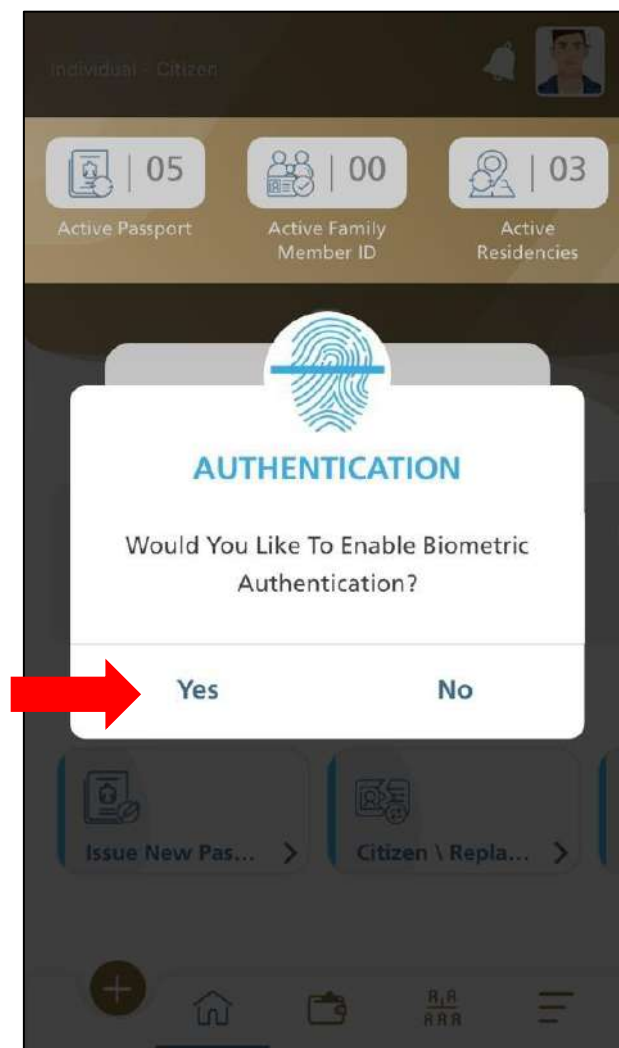 Individual - Citizen
05
00
03
Active Passport
Active Family
Member ID
Active
Residencies
AUTHENTICATION
Would You Like To Enable Biometric
Authentication?
Yes
No
Issue New Pas...
Citizen \ Repla...